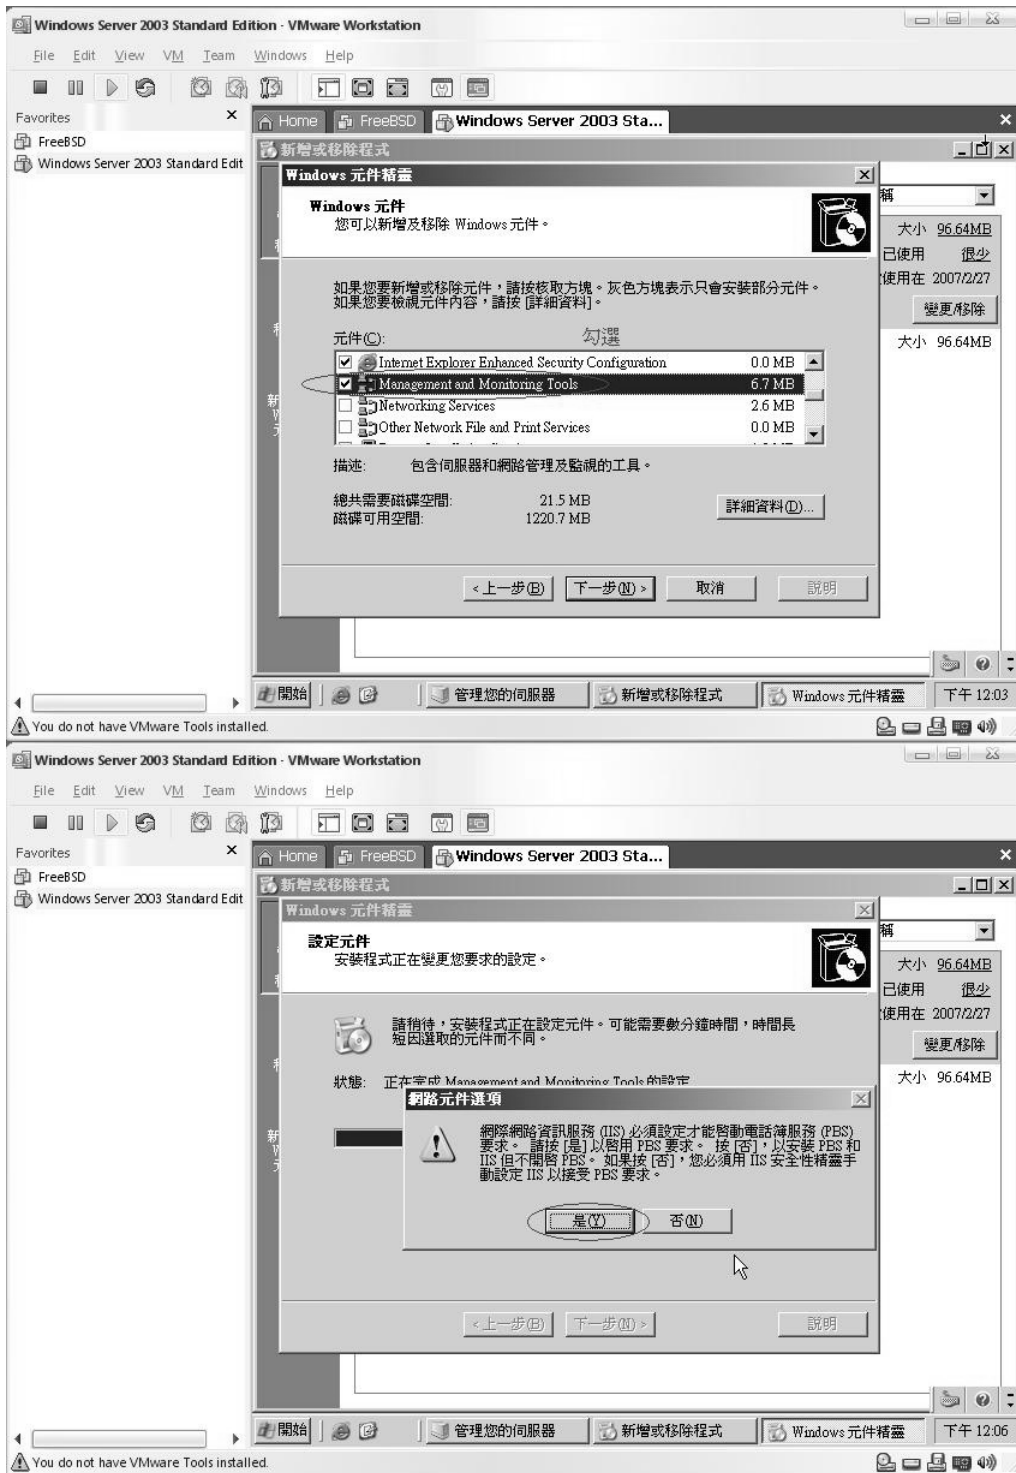 Windows Server 2003 Standard Edition - VMware Workstation
File Edit View VM Team Windows Help
Favorites
FreeBSD
Windows Server 2003 Standard Edit
Home FreeBSD Windows Server 2003 Sta...
新增或移除程式
Windows 元件精靈
Windows 元件
您可以新增及移除 Windows 元件。
稱
大小 96.64MB
已使用 很少
使用在 2007/2/27
變更/移除
大小 96.64MB
如果您要新增或移除元件，請按核取方塊。灰色方塊表示只會安裝部分元件。
如果您要檢視元件內容，請按 [詳細資料]。
元件(C):
勾選
Internet Explorer Enhanced Security Configuration 0.0 MB
Management and Monitoring Tools 6.7 MB
Networking Services 2.6 MB
Other Network File and Print Services 0.0 MB
描述: 包含伺服器和網路管理及監視的工具。
總共需要磁碟空間: 21.5 MB
磁碟可用空間: 1220.7 MB
詳細資料(D)...
<上一步(B) 下一步(N)> 取消 說明
開始 管理您的伺服器 新增或移除程式 Windows 元件精靈 下午 12:03
You do not have VMware Tools installed.
Windows Server 2003 Standard Edition - VMware Workstation
File Edit View VM Team Windows Help
Favorites
FreeBSD
Windows Server 2003 Standard Edit
Home FreeBSD Windows Server 2003 Sta...
新增或移除程式
Windows 元件精靈
設定元件
安裝程式正在變更您要求的設定。
稱
大小 96.64MB
已使用 很少
使用在 2007/2/27
變更/移除
大小 96.64MB
請稍待，安裝程式正在設定元件。可能需要數分鐘時間，時間長
短因選取的元件而不同。
狀態: 正在完成 Management and Monitoring Tools 的設定
網路元件選項
網際網路資訊服務 (IIS) 必須設定才能啓動電話簿服務 (PBS)
要求。 請按 [是] 以啓用 PBS 要求。 按 [否]，以安裝 PBS 和
IIS 但不開啓 PBS。 如果按 [否]，您必須用 IIS 安全性精靈手
動設定 IIS 以接受 PBS 要求。
是(Y) 否(N)
<上一步(B) 下一步(N)> 說明
開始 管理您的伺服器 新增或移除程式 Windows 元件精靈 下午 12:06
You do not have VMware Tools installed.